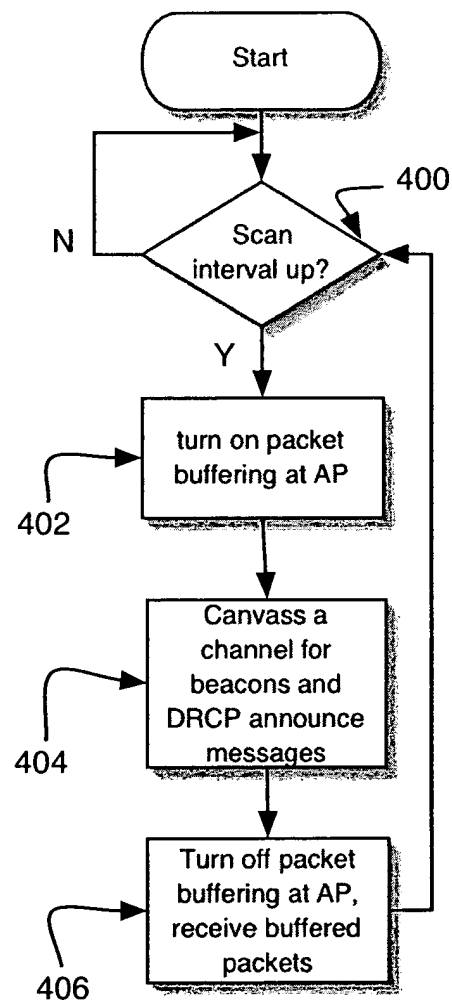 Start
400
N
Scan
interval up?
Y
turn on packet
buffering at AP
402
Canvass a
channel for
beacons and
DRCP announce
messages
404
Turn off packet
buffering at AP,
receive buffered
packets
406